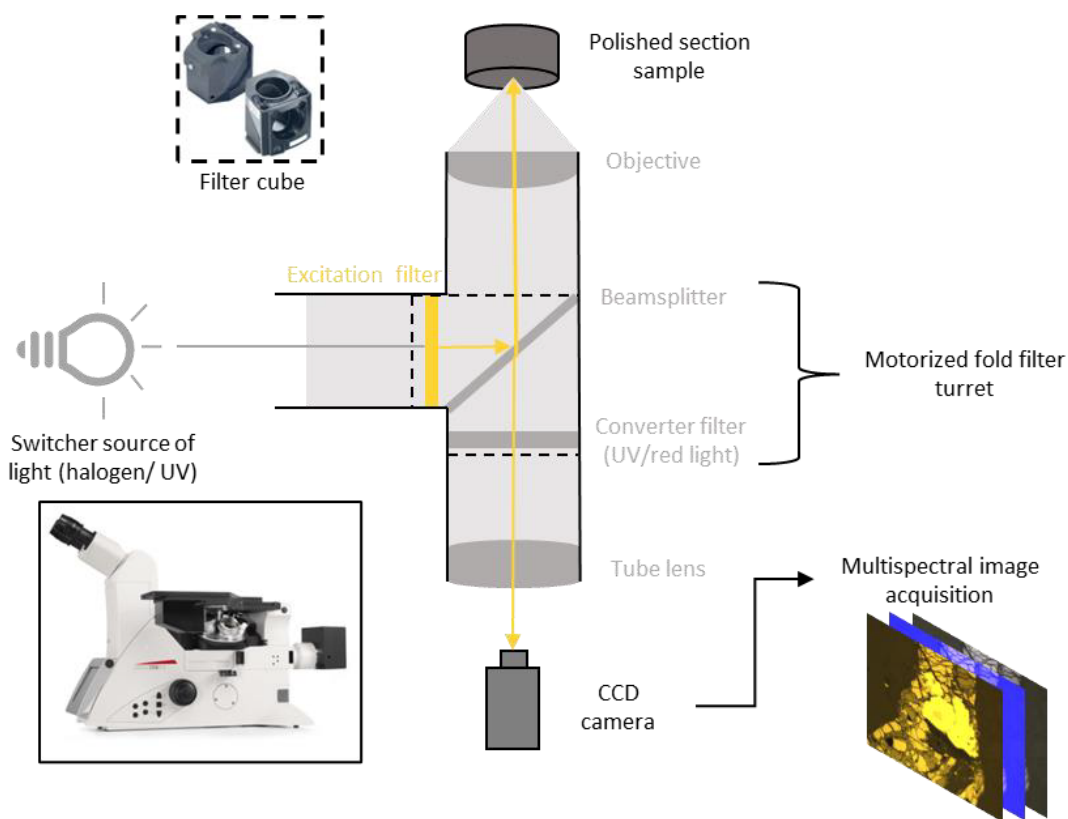 Polished section
sample
Filter cube
Objective
Excitation filter
Beamsplitter
Motorized fold filter
turret
Switcher source of
light (halogen/ UV)
Converter filter
(UV/red light)
Tube lens
Multispectral image
acquisition
CCD
camera